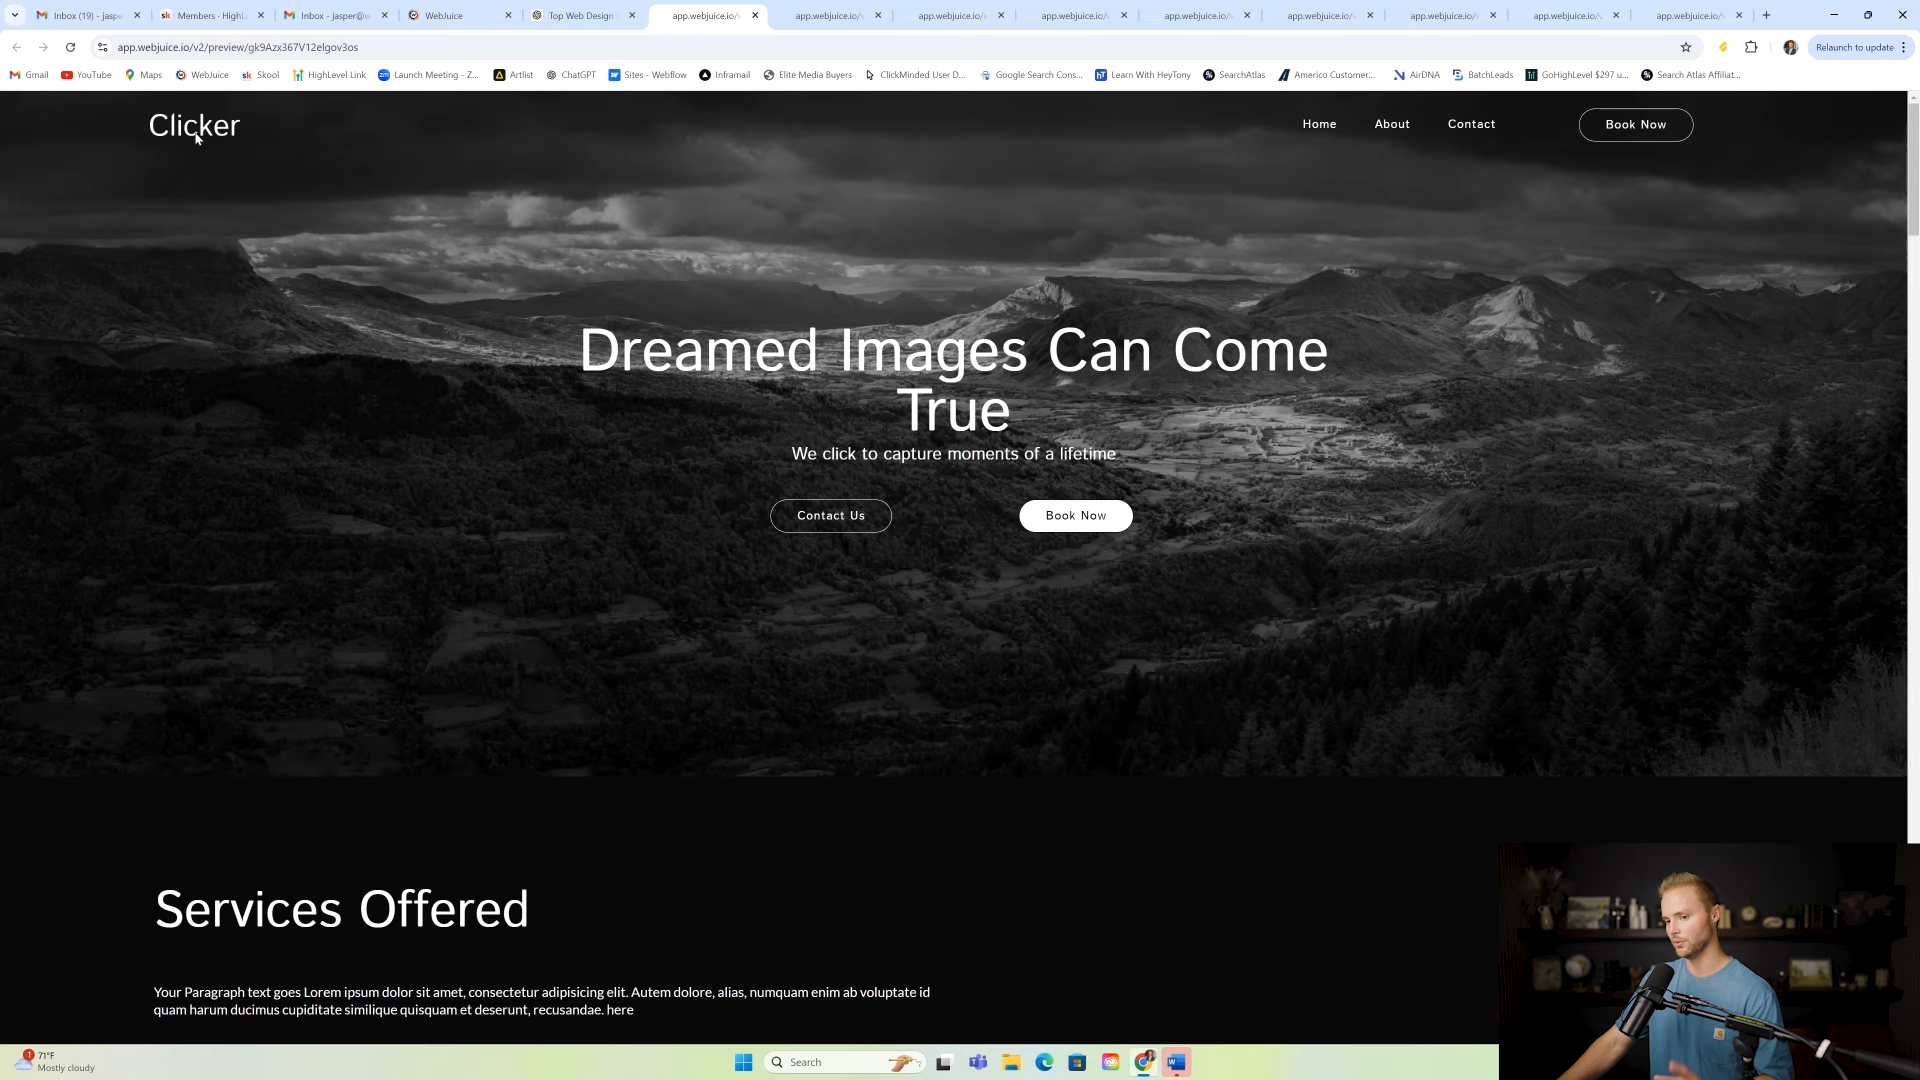 Inbox (19) - jaspe
Members - HighL
Inbox - jasper@w
WebJuice
Top Web Design
app.webjuice.io/v
app.webjuice.io/v
app.webjuice.io/v
app.webjuice.io/v
app.webjuice.io/v
app.webjuice.io/v
app.webjuice.io/v
app.webjuice.io/v
app.webjuice.io/v
app.webjuice.io/v2/preview/gk9Azx367V12elgov3os
Relaunch to update
Gmail
YouTube
Maps
WebJuice
Skool
HighLevel Link
Launch Meeting - Z...
Artlist
ChatGPT
Sites - Webflow
Inframail
Elite Media Buyers
ClickMinded User D...
Google Search Cons...
Learn With HeyTony
SearchAtlas
Americo Customer...
AirDNA
BatchLeads
GoHighLevel $297 u...
Search Atlas Affiliat...
Clicker
Home
About
Contact
Book Now
Dreamed Images Can Come
True
We click to capture moments of a lifetime
Contact Us
Book Now
Services Offered
Your Paragraph text goes Lorem ipsum dolor sit amet, consectetur adipisicing elit. Autem dolore, alias, numquam enim ab voluptate id
quam harum ducimus cupiditate similique quisquam et deserunt, recusandae. here
1
71°F
Mostly cloudy
Search